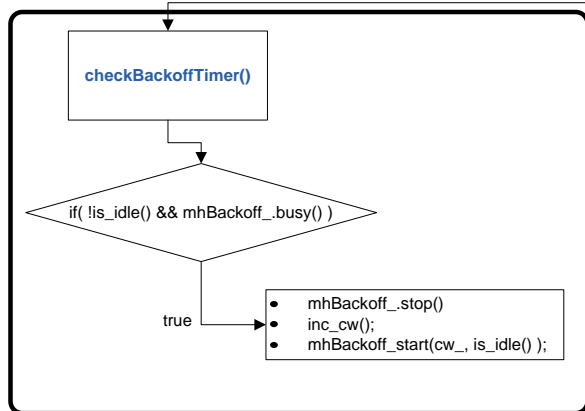 checkBackoffTimer()
if( !is_idle() && mhBackoff_.busy() )
true
• mhBackoff_.stop()
• inc_cw();
• mhBackoff_start(cw_, is_idle() );